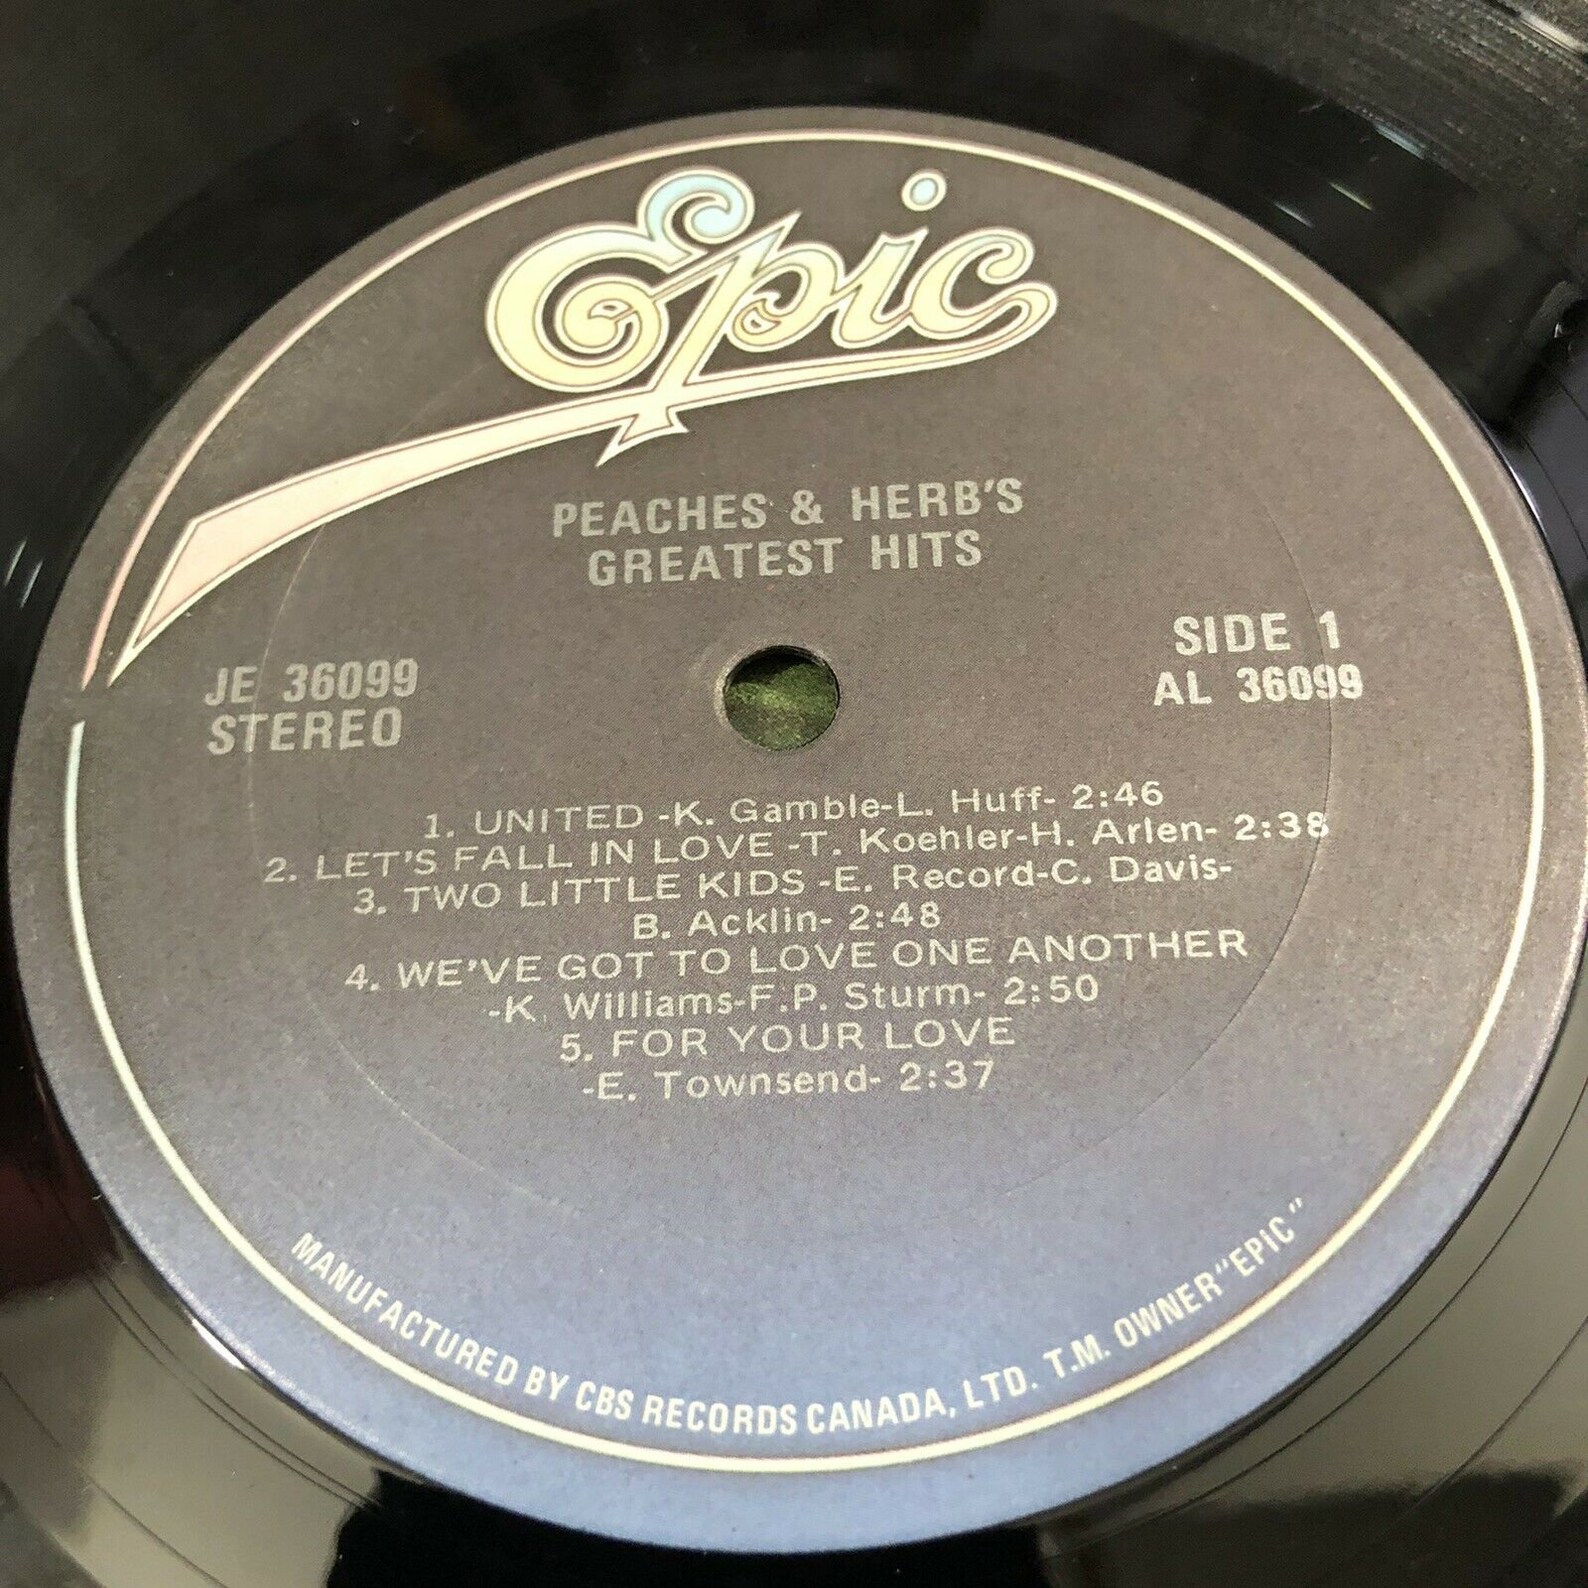 Epic
PEACHES & HERB'S
GREATEST HITS
JE 36099
STEREO
SIDE 1
AL 36099
1. UNITED -K. Gamble-L. Huff- 2:46
2. LET'S FALL IN LOVE -T. Koehler-H. Arlen- 2:38
3. TWO LITTLE KIDS -E. Record-C. Davis-
B. Acklin- 2:48
4. WE'VE GOT TO LOVE ONE ANOTHER
-K. Williams-F.P. Sturm- 2:50
5. FOR YOUR LOVE
-E. Townsend- 2:37
MANUFACTURED BY CBS RECORDS CANADA, LTD. T.M. OWNER "EPIC"